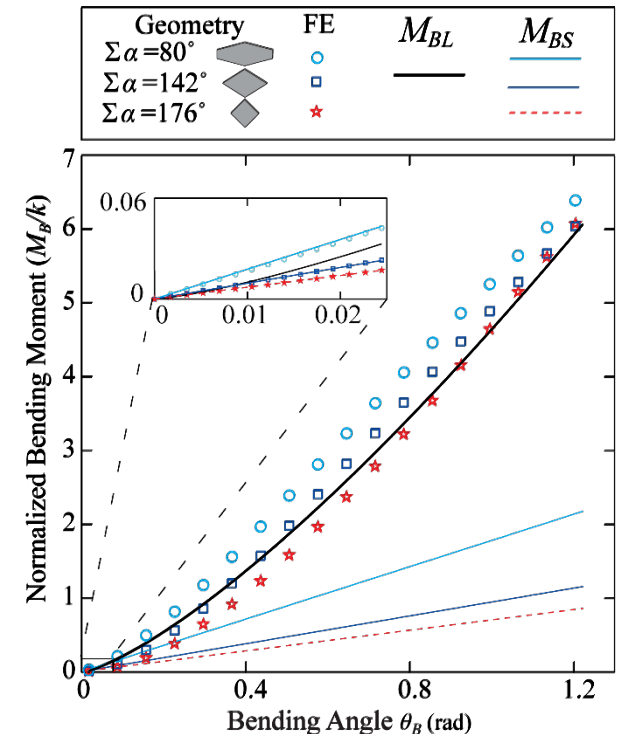 Geometry FE M_BL M_BS
Σα=80°
Σα=142°
Σα=176°
7
6
5
4
3
2
1
0
Normalized Bending Moment (M_B/k)
0.06
0
0 0.01 0.02
0 0.4 0.8 1.2
Bending Angle θ_B (rad)